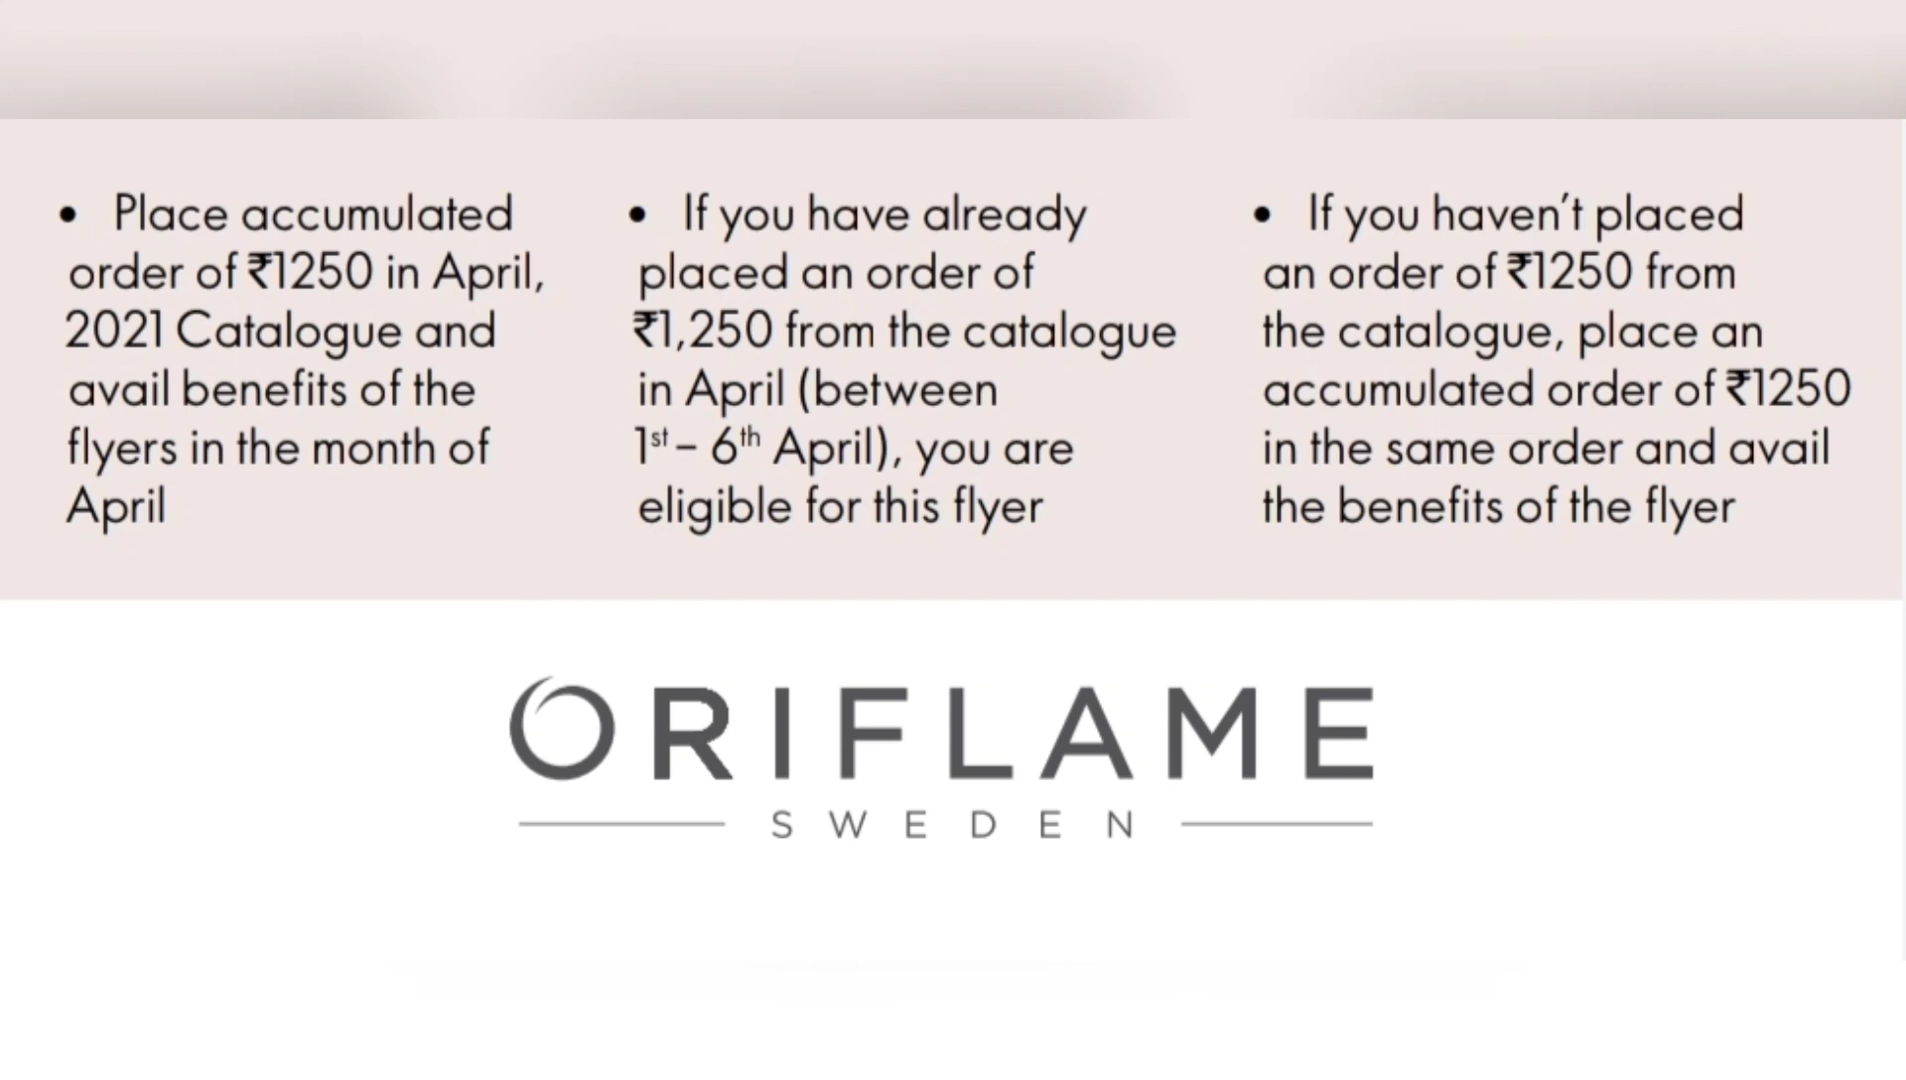 • Place accumulated
order of ₹1250 in April,
2021 Catalogue and
avail benefits of the
flyers in the month of
April
• If you have already
placed an order of
₹1,250 from the catalogue
in April (between
1st – 6th April), you are
eligible for this flyer
• If you haven’t placed
an order of ₹1250 from
the catalogue, place an
accumulated order of ₹1250
in the same order and avail
the benefits of the flyer
ORIFLAME
SWEDEN